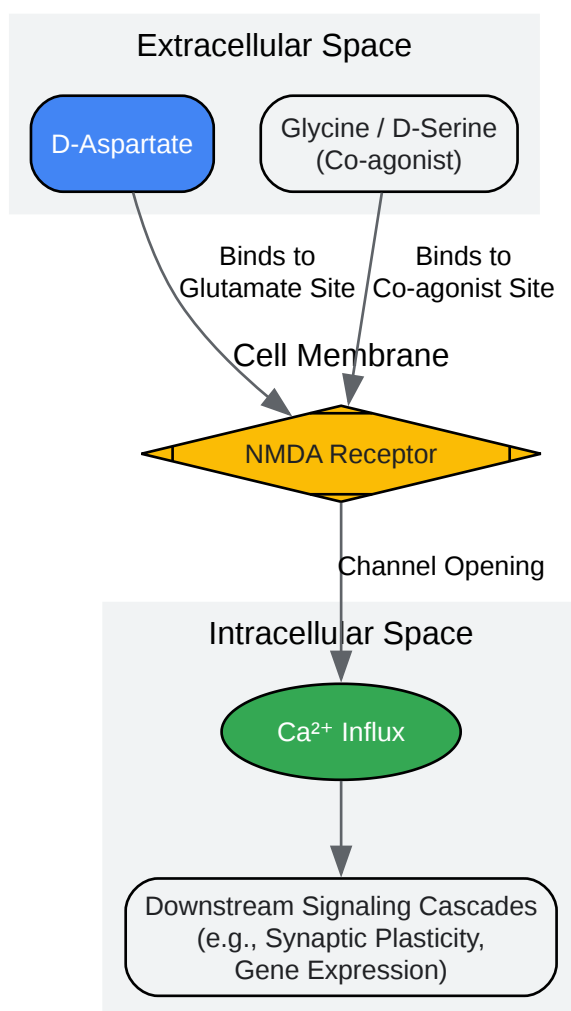 Extracellular Space
D-Aspartate
Glycine / D-Serine
(Co-agonist)
Binds to
Glutamate Site
Binds to
Co-agonist Site
Cell Membrane
NMDA Receptor
Channel Opening
Intracellular Space
Ca²⁺ Influx
Downstream Signaling Cascades
(e.g., Synaptic Plasticity,
Gene Expression)